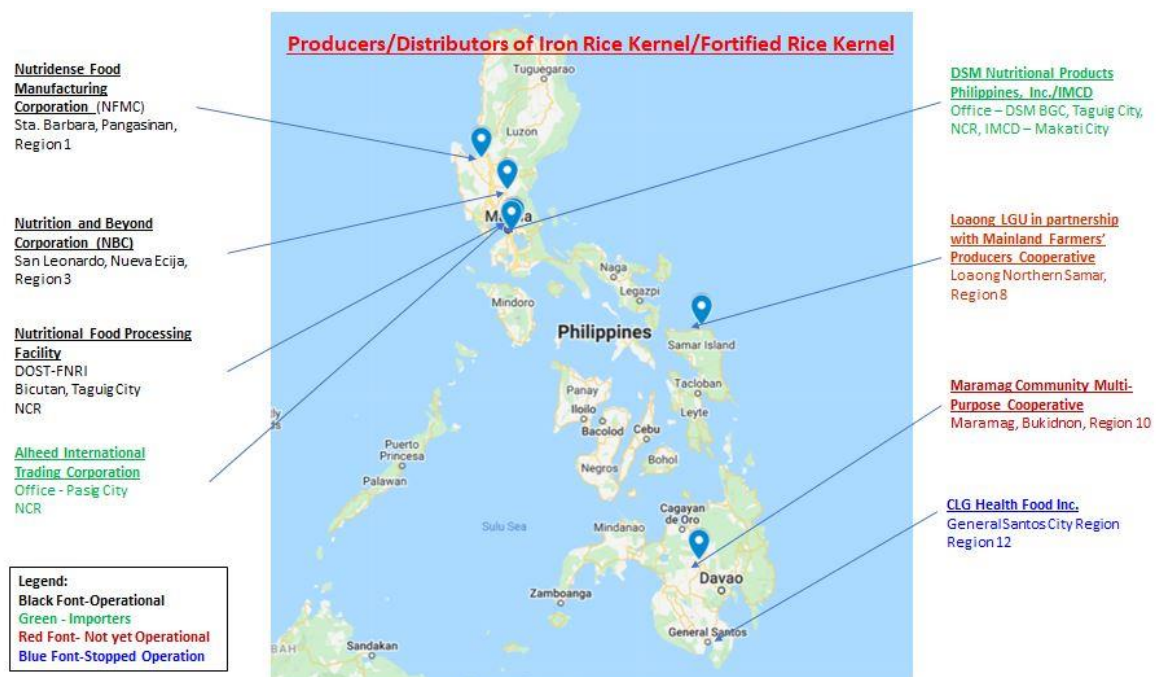 Producers/Distributors of Iron Rice Kernel/Fortified Rice Kernel
Nutridense Food
Manufacturing
Corporation (NFMC)
Sta. Barbara, Pangasinan,
Region 1
Nutrition and Beyond
Corporation (NBC)
San Leonardo, Nueva Ecija,
Region 3
Nutritional Food Processing
Facility
DOST-FNRI
Bicutan, Taguig City
NCR
Alheed International
Trading Corporation
Office - Pasig City
NCR
Legend:
Black Font-Operational
Green - Importers
Red Font- Not yet Operational
Blue Font-Stopped Operation
Tuguegarao
Luzon
Naga
Legazpi
Mindoro
Philippines
Samar Island
Panay
Tacloban
Iloilo
Leyte
Bacolod
Cebu
Puerto
Princesa
Negros
Bohol
Palawan
Cagayan
de Oro
Sulu Sea
Mindanao
Davao
Zamboanga
General Santos
Sandakan
BAH
DSM Nutritional Products
Philippines, Inc./IMCD
Office – DSM BGC, Taguig City,
NCR, IMCD – Makati City
Loaong LGU in partnership
with Mainland Farmers'
Producers Cooperative
Loaong Northern Samar,
Region 8
Maramag Community Multi-
Purpose Cooperative
Maramag, Bukidnon, Region 10
CLG Health Food Inc.
General Santos City Region
Region 12